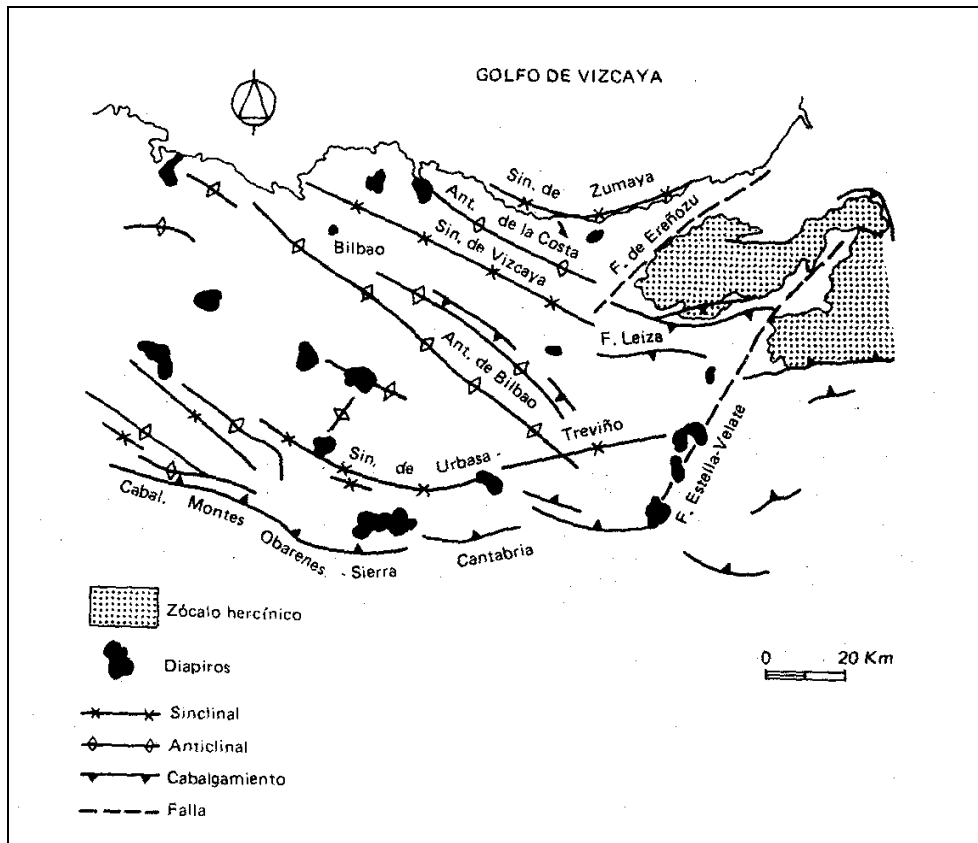 GOLFO DE VIZCAYA
Sin. de Zumaya
Ant. de la Costa
Sin. de Vizcaya
F. de Ereñozu
Bilbao
F. Leiza
Ant. de Bilbao
Sin. de Urbasa - Treviño
F. Estella-Velate
Cabal. Montes Obarenes - Sierra Cantabria
Zócalo hercínico
Diapiros
Sinclinal
Anticlinal
Cabalgamiento
Falla
0 20 Km